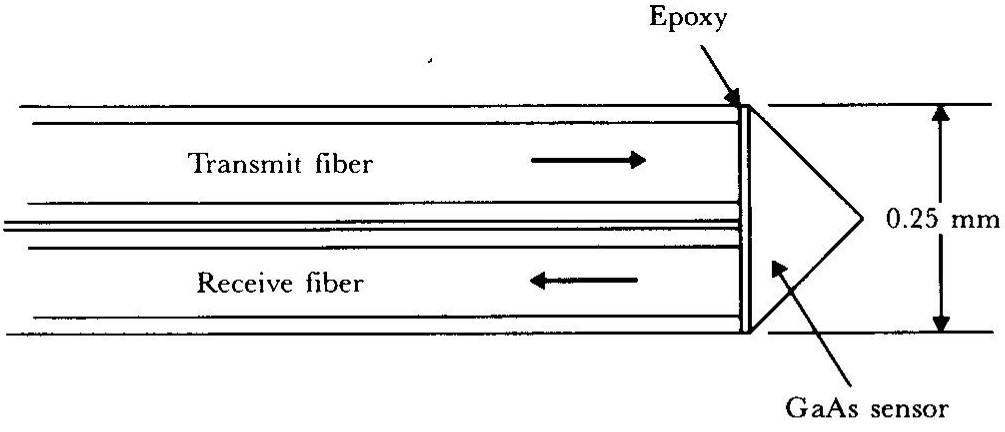 Epoxy
Transmit fiber
0.25 mm
Receive fiber
GaAs sensor